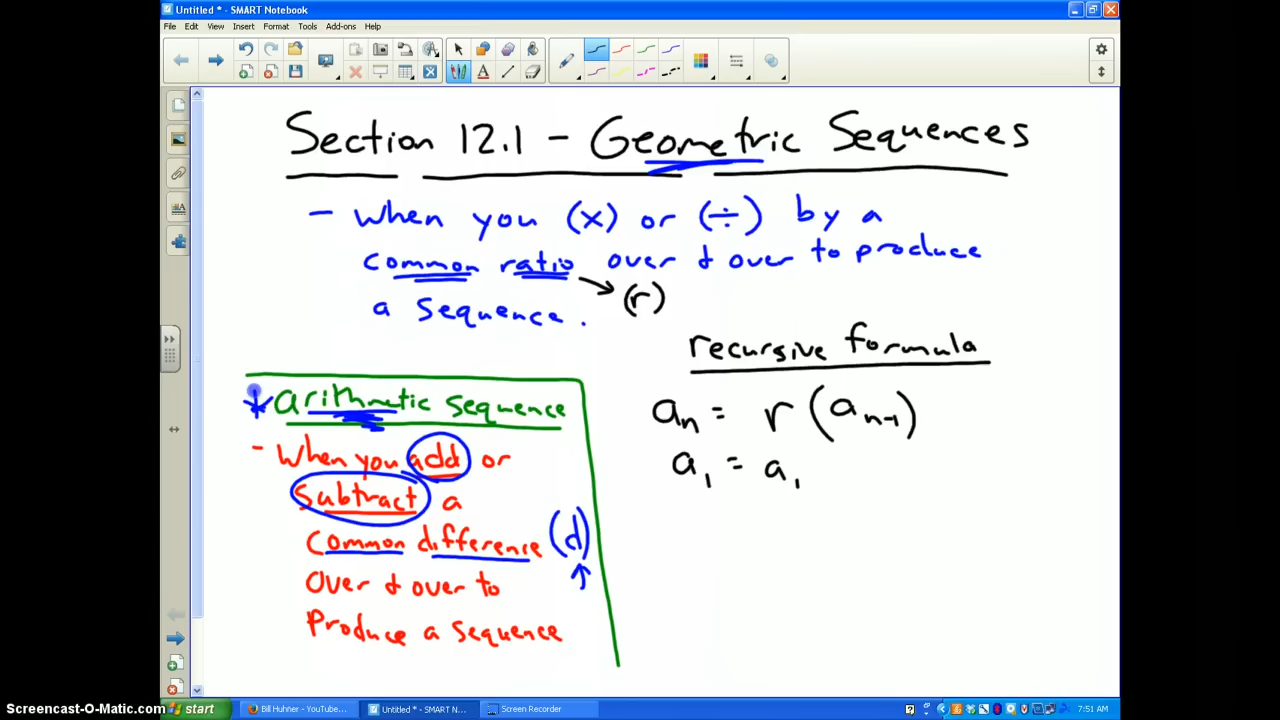 Untitled * - SMART Notebook
File Edit View Insert Format Tools Add-ons Help
Section 12.1 - Geometric Sequences
- When you (x) or (÷) by a
common ratio over & over to produce
(r)
a sequence.
recursive formula
aₙ = r (aₙ₋₁)
a₁ = a₁
* arithmetic sequence
- When you add or
subtract a
common difference (d)
Over & over to
Produce a sequence
Screencast-O-Matic.com
start
Bill Huhner - YouTube...
Untitled * - SMART N...
Screen Recorder
7:51 AM